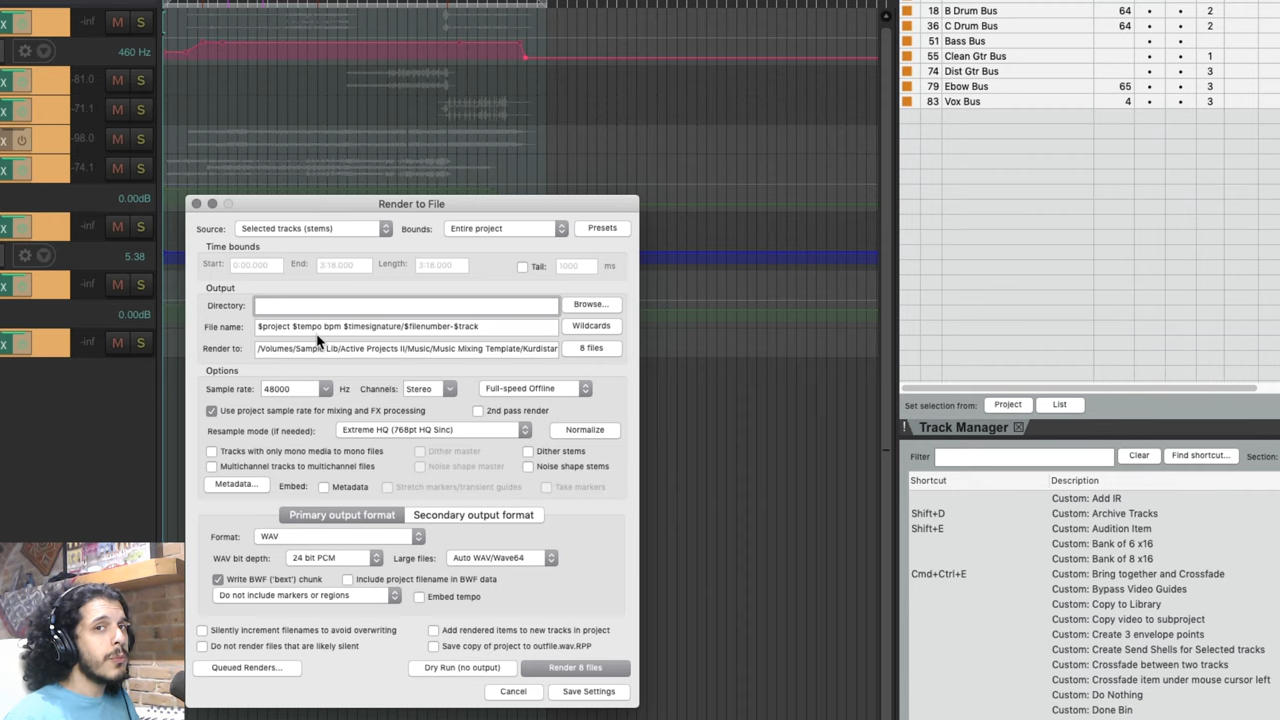 X M S
460 Hz
X -81.0 M S
X -71.1 M S
X -98.0 M S
X -74.1 M S
0.00dB
X -inf M S
5.38
X -inf M S
0.00dB
X -inf M S
18 B Drum Bus 64 • 2
36 C Drum Bus 64 • 2
51 Bass Bus • •
55 Clean Gtr Bus • • 1
74 Dist Gtr Bus • • 3
79 Ebow Bus 65 • 3
83 Vox Bus 4 • 3
Render to File
Source: Selected tracks (stems) Bounds: Entire project Presets
Time bounds
Start: 0:00.000 End: 3:18.000 Length: 3:18.000 Tail: 1000 ms
Output
Directory: Browse...
File name: $project $tempo bpm $timesignature/$filenumber-$track Wildcards
Render to: /Volumes/Sample Lib/Active Projects II/Music/Music Mixing Template/Kurdistar 8 files
Options
Sample rate: 48000 Hz Channels: Stereo Full-speed Offline
Use project sample rate for mixing and FX processing 2nd pass render
Resample mode (if needed): Extreme HQ (768pt HQ Sinc) Normalize
Tracks with only mono media to mono files Dither master Dither stems
Multichannel tracks to multichannel files Noise shape master Noise shape stems
Metadata... Embed: Metadata Stretch markers/transient guides Take markers
Primary output format Secondary output format
Format: WAV
WAV bit depth: 24 bit PCM Large files: Auto WAV/Wave64
Write BWF ('bext') chunk Include project filename in BWF data
Do not include markers or regions Embed tempo
Silently increment filenames to avoid overwriting Add rendered items to new tracks in project
Do not render files that are likely silent Save copy of project to outfile.wav.RPP
Queued Renders... Dry Run (no output) Render 8 files
Cancel Save Settings
Set selection from: Project List
! Track Manager
Filter Clear Find shortcut... Section:
Shortcut Description
Custom: Add IR
Shift+D Custom: Archive Tracks
Shift+E Custom: Audition Item
Custom: Bank of 6 x16
Custom: Bank of 8 x16
Cmd+Ctrl+E Custom: Bring together and Crossfade
Custom: Bypass Video Guides
Custom: Copy to Library
Custom: Copy video to subproject
Custom: Create 3 envelope points
Custom: Create Send Shells for Selected tracks
Custom: Crossfade between two tracks
Custom: Crossfade item under mouse cursor left
Custom: Do Nothing
Custom: Done Bin